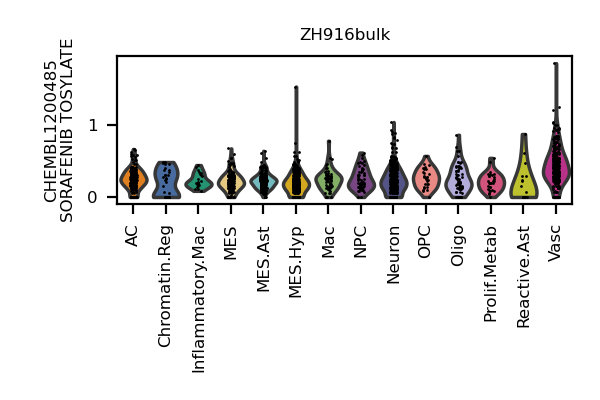 ZH916bulk
CHEMBL1200485
SORAFENIB TOSYLATE
1
0
AC
Chromatin.Reg
Inflammatory.Mac
MES
MES.Ast
MES.Hyp
Mac
NPC
Neuron
OPC
Oligo
Prolif.Metab
Reactive.Ast
Vasc